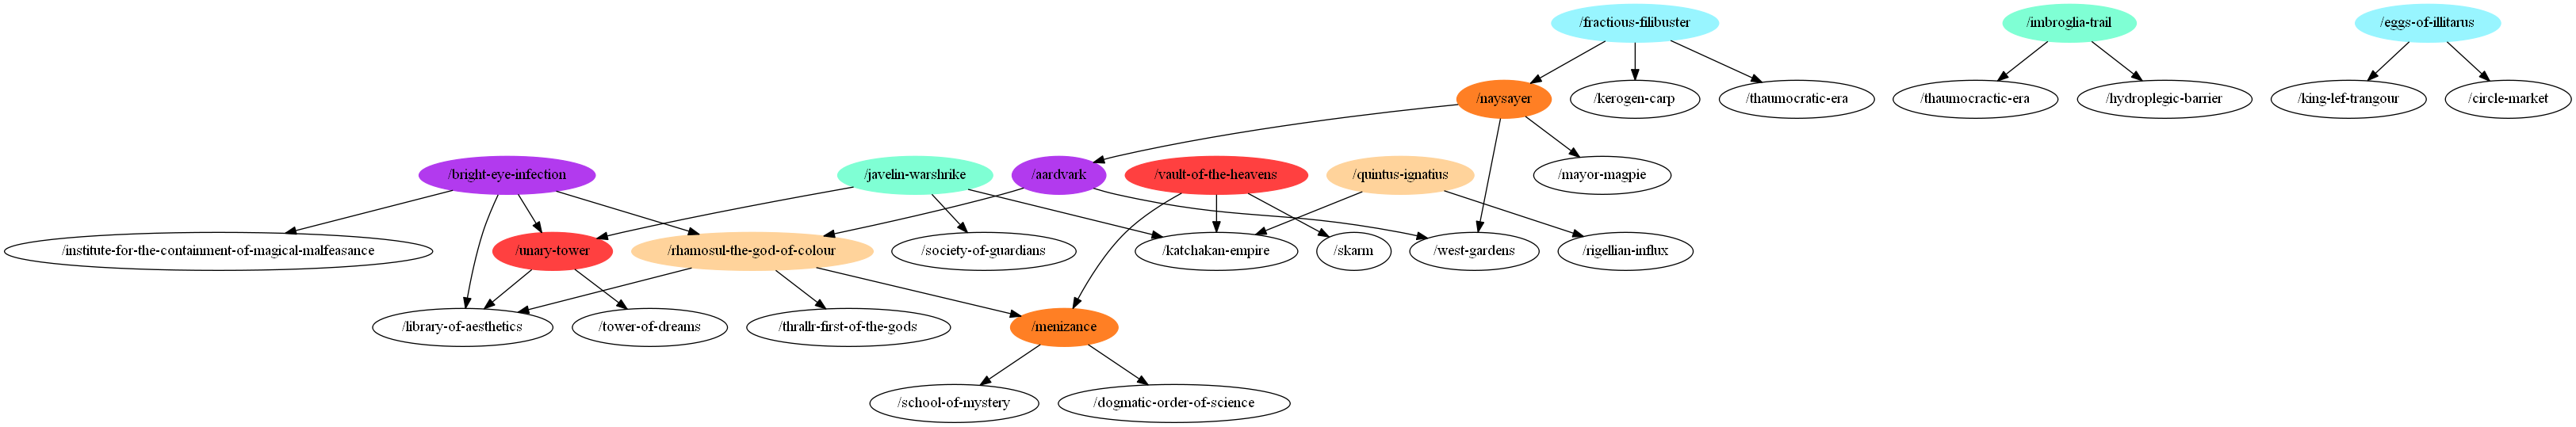 /fractious-filibuster
/imbroglia-trail
/eggs-of-illitarus
/naysayer
/kerogen-carp
/thaumocratic-era
/thaumocractic-era
/hydroplegic-barrier
/king-lef-trangour
/circle-market
/bright-eye-infection
/javelin-warshrike
/aardvark
/vault-of-the-heavens
/quintus-ignatius
/mayor-magpie
/institute-for-the-containment-of-magical-malfeasance
/unary-tower
/rhamosul-the-god-of-colour
/society-of-guardians
/katchakan-empire
/skarm
/west-gardens
/rigellian-influx
/library-of-aesthetics
/tower-of-dreams
/thrallr-first-of-the-gods
/menizance
/school-of-mystery
/dogmatic-order-of-science